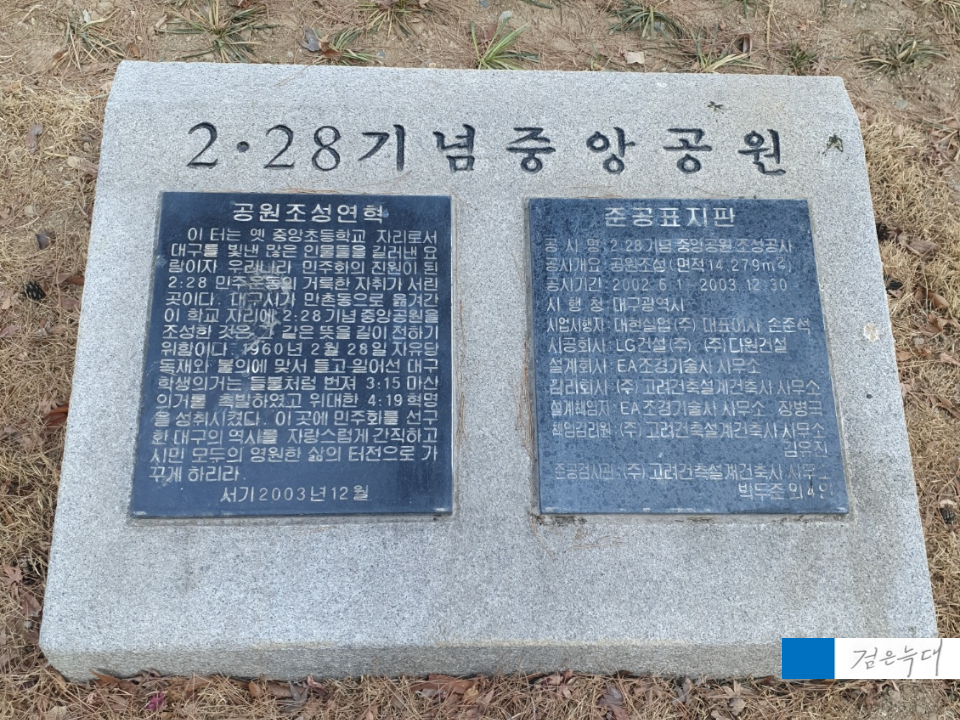 2·28기념중앙공원
공원조성연혁
이 터는 옛 중앙초등학교 자리로서
대구를 빛낸 많은 인물들을 길러낸 요
람이자 우리나라 민주화의 진원이 된
2·28 민주운동의 거룩한 자취가 서린
곳이다. 대구시가 만촌동으로 옮겨간
이 학교 자리에 2·28기념중앙공원을
조성한 것은 그 같은 뜻을 길이 전하기
위함이다. 1960년 2월 28일 자유당
독재와 불의에 맞서 들고 일어선 대구
학생의거는 들불처럼 번져 3·15 마산
의거를 촉발하였고 위대한 4·19 혁명
을 성취시켰다. 이 곳에 민주화를 선구
한 대구의 역사를 자랑스럽게 간직하고
시민 모두의 영원한 삶의 터전으로 가
꾸게 하리라.
서기2003년12월
준공표지판
공 사 명: 2·28기념 중앙공원 조성공사
공사개요: 공원조성 (면적14.279m²)
공사기간: 2002. 6.1~2003. 12.30
시 행 청: 대구광역시
사업시행자: 대현실업(주) 대표이사 손준석
시공회사: LG건설(주). (주)다원건설
설계회사: EA조경기술사 사무소
감리회사: (주)고려건축설계건축사 사무소
설계책임자: EA조경기술사 사무소 장병국
책임감리원: (주)고려건축설계건축사 사무소
김유진
준공검사관: (주)고려건축설계건축사 사무소
박두준 외4인
검은늑대